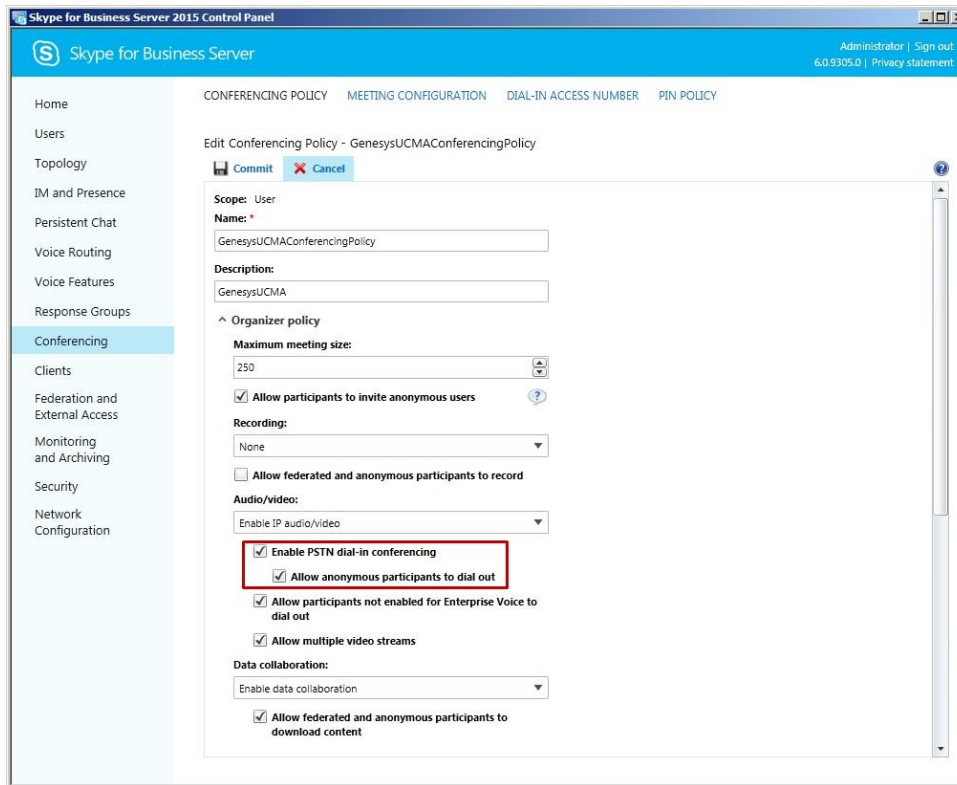 Skype for Business Server 2015 Control Panel
S Skype for Business Server
Administrator | Sign out
6.0.9305.0 | Privacy statement
Home
Users
Topology
IM and Presence
Persistent Chat
Voice Routing
Voice Features
Response Groups
Conferencing
Clients
Federation and
External Access
Monitoring
and Archiving
Security
Network
Configuration
CONFERENCING POLICY MEETING CONFIGURATION DIAL-IN ACCESS NUMBER PIN POLICY
Edit Conferencing Policy - GenesysUCMAConferencingPolicy
Commit Cancel
?
Scope: User
Name: *
GenesysUCMAConferencingPolicy
Description:
GenesysUCMA
Organizer policy
Maximum meeting size:
250
Allow participants to invite anonymous users ?
Recording:
None
Allow federated and anonymous participants to record
Audio/video:
Enable IP audio/video
Enable PSTN dial-in conferencing
Allow anonymous participants to dial out
Allow participants not enabled for Enterprise Voice to
dial out
Allow multiple video streams
Data collaboration:
Enable data collaboration
Allow federated and anonymous participants to
download content